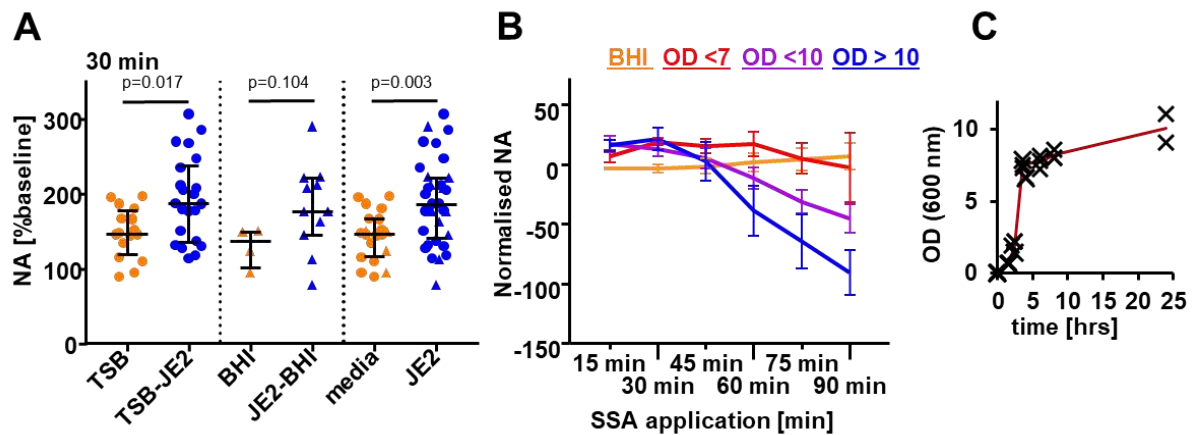 A
30 min
p=0.017
p=0.104
p=0.003
NA [%baseline]
300
200
100
0
TSB
TSB-JE2
BHI
JE2-BHI
media
JE2
B
BHI OD <7 OD <10 OD > 10
Normalised NA
50
0
-50
-100
-150
15 min 45 min 75 min
30 min 60 min 90 min
SSA application [min]
C
OD (600 nm)
10
5
0
0 5 10 15 20 25
time [hrs]